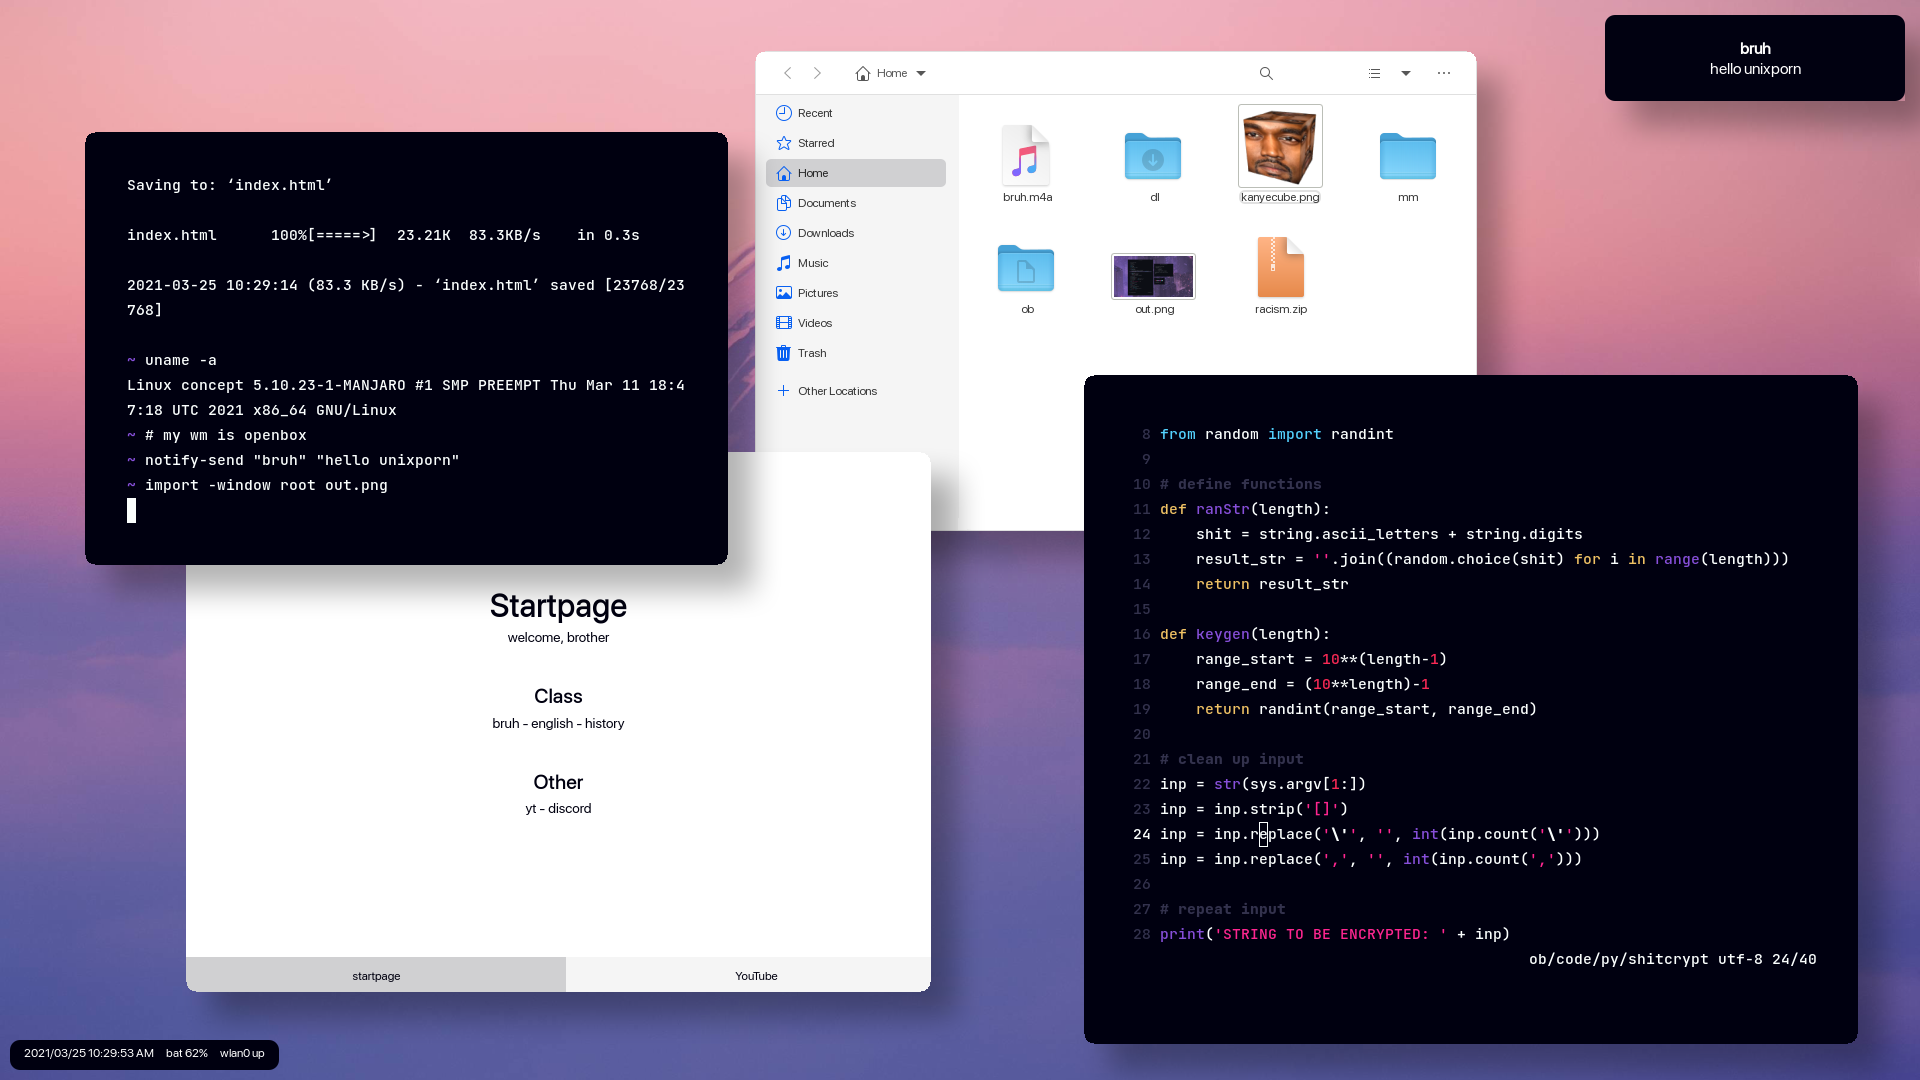 bruh
hello unixporn
Home
Recent
Starred
Home
Documents
Downloads
Music
Pictures
Videos
Trash
Other Locations
bruh.m4a
dl
kanyecube.png
mm
ob
out.png
racism.zip
Saving to: ‘index.html’
index.html      100%[=====>]  23.21K  83.3KB/s    in 0.3s
2021-03-25 10:29:14 (83.3 KB/s) - ‘index.html’ saved [23768/23
768]
~ uname -a
Linux concept 5.10.23-1-MANJARO #1 SMP PREEMPT Thu Mar 11 18:4
7:18 UTC 2021 x86_64 GNU/Linux
~ # my wm is openbox
~ notify-send "bruh" "hello unixporn"
~ import -window root out.png
Startpage
welcome, brother
Class
bruh - english - history
Other
yt - discord
startpage
YouTube
8 from random import randint
9
10 # define functions
11 def ranStr(length):
12     shit = string.ascii_letters + string.digits
13     result_str = ''.join((random.choice(shit) for i in range(length)))
14     return result_str
15
16 def keygen(length):
17     range_start = 10**(length-1)
18     range_end = (10**length)-1
19     return randint(range_start, range_end)
20
21 # clean up input
22 inp = str(sys.argv[1:])
23 inp = inp.strip('[]')
24 inp = inp.replace('\'', '', int(inp.count('\'')))
25 inp = inp.replace(',', '', int(inp.count(',')))
26
27 # repeat input
28 print('STRING TO BE ENCRYPTED: ' + inp)
ob/code/py/shitcrypt utf-8 24/40
2021/03/25 10:29:53 AM bat 62% wlan0 up